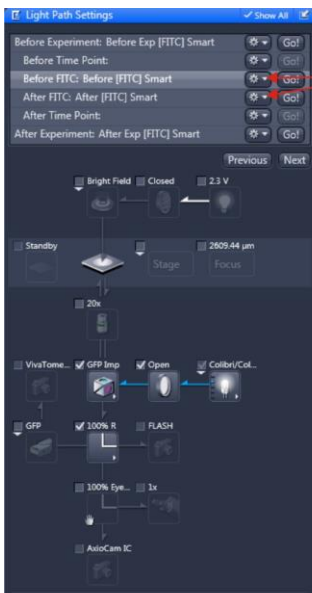 Light Path Settings Show All
Before Experiment: Before Exp [FITC] Smart Go!
Before Time Point: Go!
Before FITC: Before [FITC] Smart Go!
After FITC: After [FITC] Smart Go!
After Time Point: Go!
After Experiment: After Exp [FITC] Smart Go!
Previous Next
Bright Field Closed 2.3 V
Standby 2609.44 µm
Stage Focus
20x
VivaTome... GFP Imp Open Colibri/Col...
GFP 100% R FLASH
100% Eye... 1x
AxioCam IC